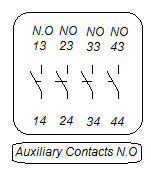 N.O NO NO NO
13 23 33 43
14 24 34 44
Auxiliary Contacts N.O